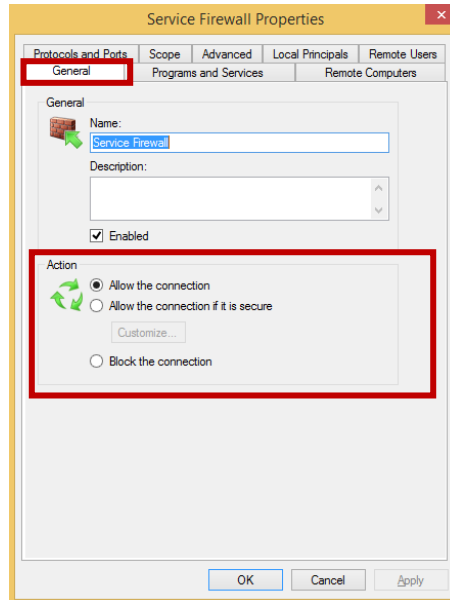 Service Firewall Properties
x
Protocols and Ports Scope Advanced Local Principals Remote Users
General Programs and Services Remote Computers
General
Name:
Service Firewall
Description:
Enabled
Action
Allow the connection
Allow the connection if it is secure
Customize...
Block the connection
OK Cancel Apply